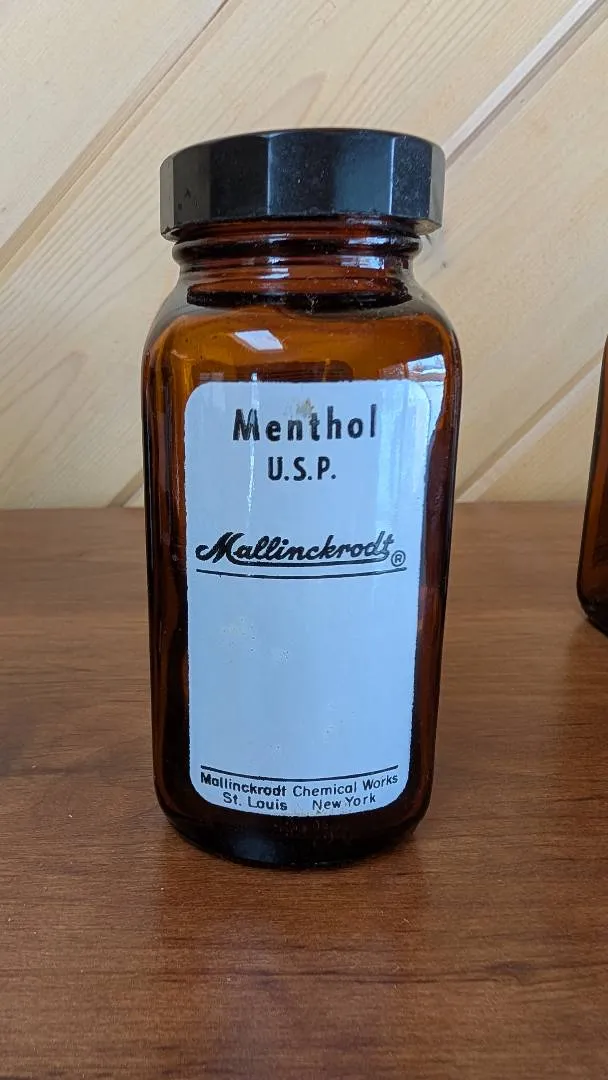 Menthol
U.S.P.
Mallinckrodt®
Mallinckrodt Chemical Works
St. Louis New York